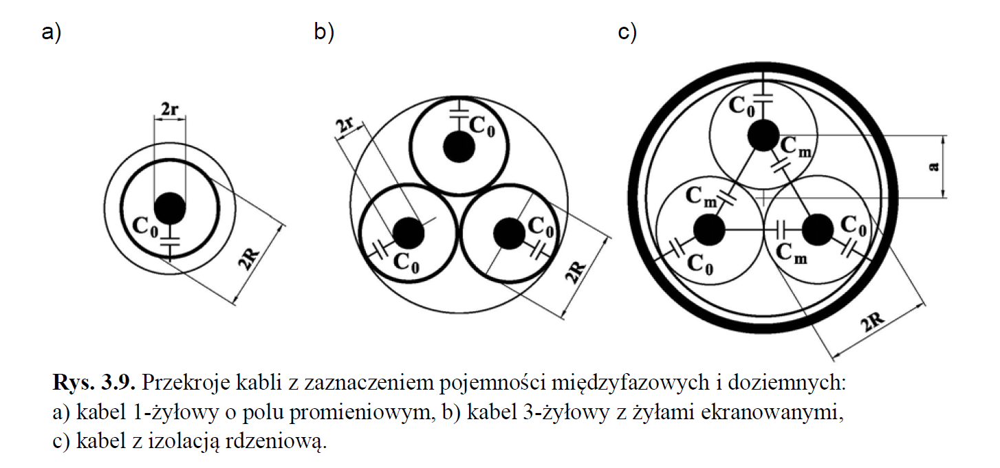 a)
b)
c)
2r
C0
2R
2r
C0
C0
C0
2R
C0
Cm
Cm
Cm
C0
C0
a
2R
Rys. 3.9. Przekroje kabli z zaznaczeniem pojemności międzyfazowych i doziemnych:
a) kabel 1-żyłowy o polu promieniowym, b) kabel 3-żyłowy z żyłami ekranowanymi,
c) kabel z izolacją rdzeniową.